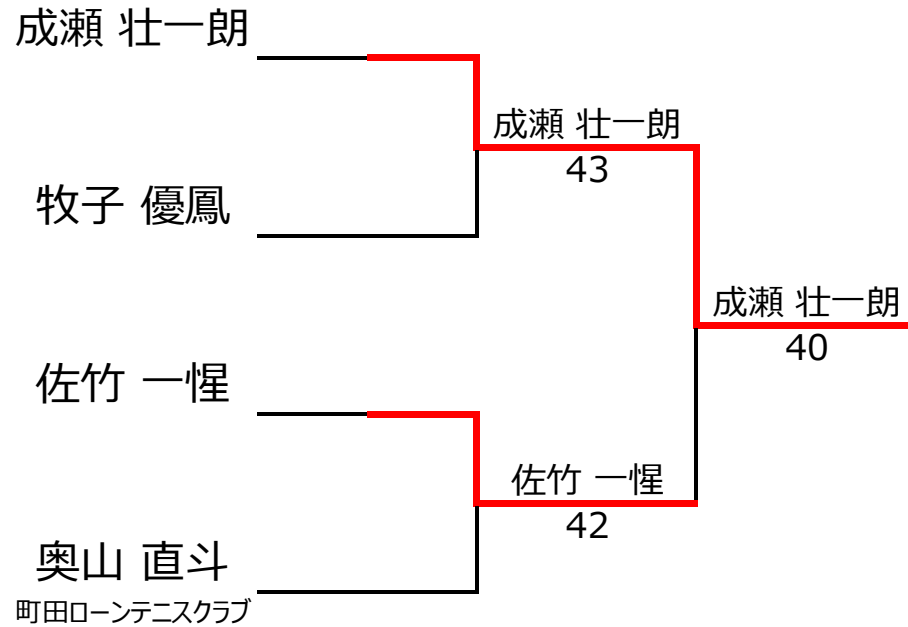 成瀬 壮一朗
成瀬 壮一朗
43
牧子 優鳳
成瀬 壮一朗
40
佐竹 一惺
佐竹 一惺
42
奥山 直斗
町田ローンテニスクラブ